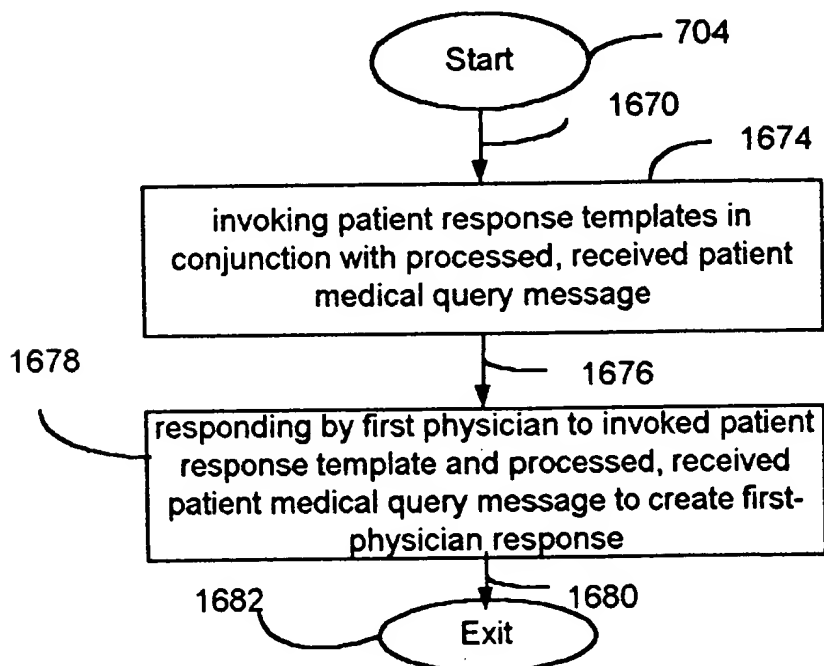 704
Start
1670
1674
invoking patient response templates in
conjunction with processed, received patient
medical query message
1678
1676
responding by first physician to invoked patient
response template and processed, received
patient medical query message to create first-
physician response
1682
1680
Exit